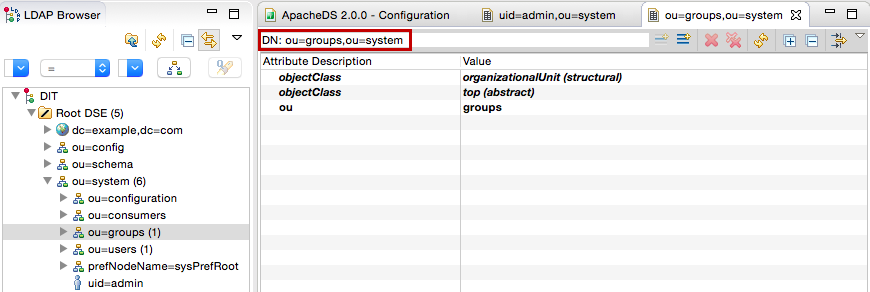 LDAP Browser
=
DIT
Root DSE (5)
dc=example,dc=com
ou=config
ou=schema
ou=system (6)
ou=configuration
ou=consumers
ou=groups (1)
ou=users (1)
prefNodeName=sysPrefRoot
uid=admin
ApacheDS 2.0.0 - Configuration
uid=admin,ou=system
ou=groups,ou=system
DN: ou=groups,ou=system
Attribute Description Value
objectClass organizationalUnit (structural)
objectClass top (abstract)
ou groups